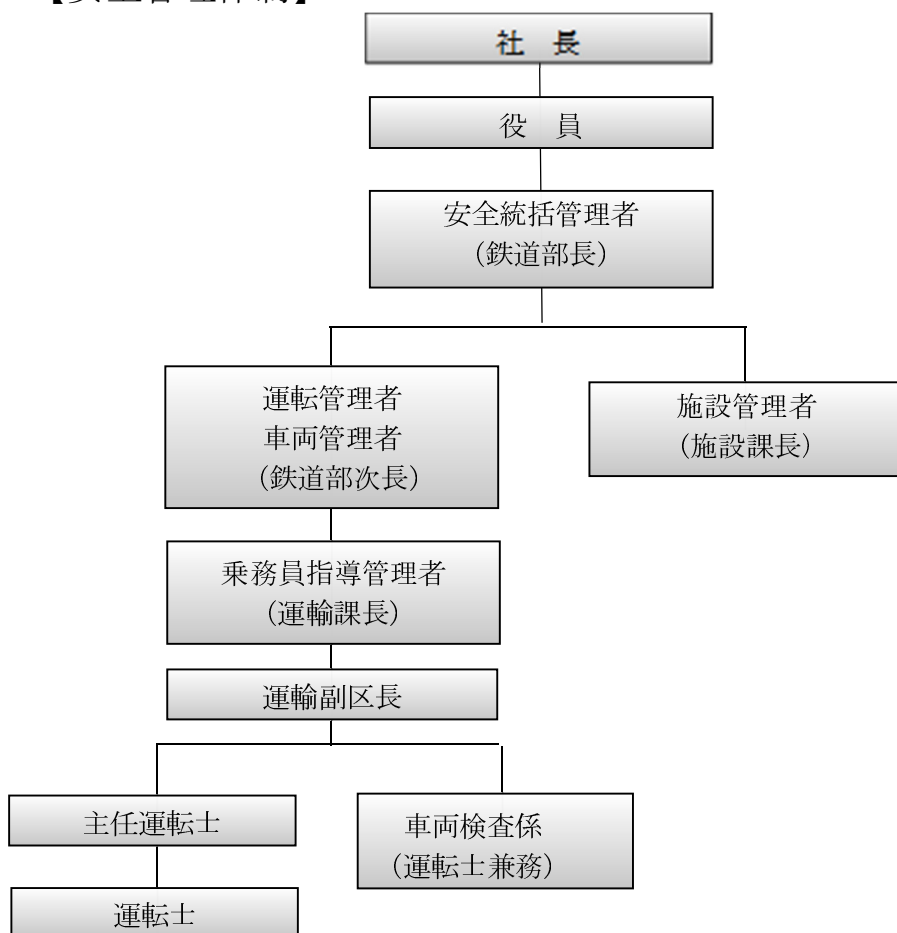 社　長
役　員
安全統括管理者
（鉄道部長）
運転管理者
車両管理者
（鉄道部次長）
施設管理者
（施設課長）
乗務員指導管理者
（運輸課長）
運輸副区長
主任運転士
車両検査係
（運転士兼務）
運転士